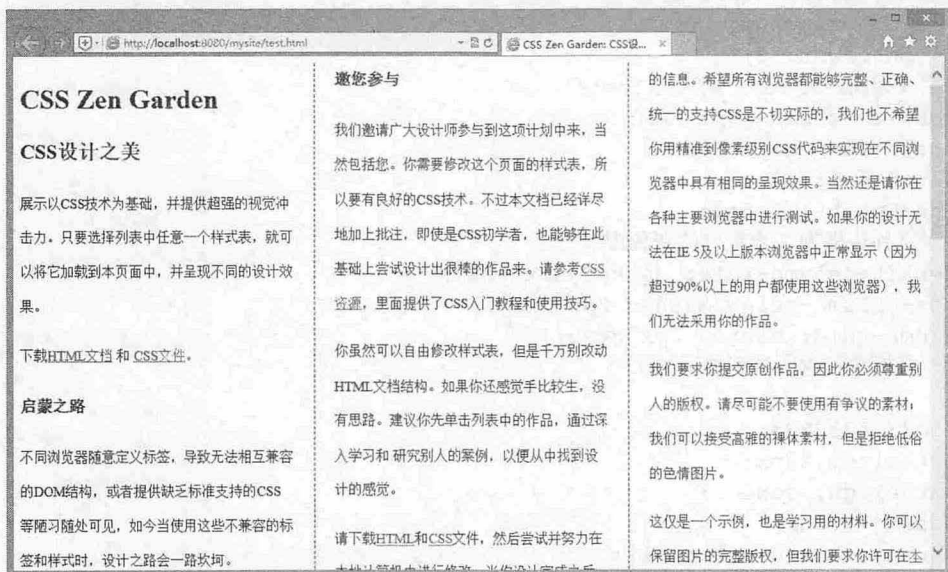 http://localhost:8080/mysite/test.html
CSS Zen Garden: CSS设...
CSS Zen Garden
CSS设计之美
展示以CSS技术为基础，并提供超强的视觉冲
击力。只要选择列表中任意一个样式表，就可
以将它加载到本页面中，并呈现不同的设计效
果。
下载HTML文档 和 CSS文件。
启蒙之路
不同浏览器随意定义标签，导致无法相互兼容
的DOM结构，或者提供缺乏标准支持的CSS
等陋习随处可见，如今当使用这些不兼容的标
签和样式时，设计之路会一路坎坷。
邀您参与
我们邀请广大设计师参与到这项计划中来，当
然包括您。你需要修改这个页面的样式表，所
以要有良好的CSS技术。不过本文档已经详尽
地加上批注，即使是CSS初学者，也能够在此
基础上尝试设计出很棒的作品来。请参考CSS
资源，里面提供了CSS入门教程和使用技巧。
你虽然可以自由修改样式表，但是千万别改动
HTML文档结构。如果你还感觉手比较生，没
有思路。建议你先单击列表中的作品，通过深
入学习和 研究别人的案例，以便从中找到设
计的感觉。
请下载HTML和CSS文件，然后尝试并努力在
本地计算机中进行修改。当你设计完成之后，
的信息。希望所有浏览器都能够完整、正确、
统一的支持CSS是不切实际的，我们也不希望
你用精准到像素级别CSS代码来实现在不同浏
览器中具有相同的呈现效果。当然还是请你在
各种主要浏览器中进行测试。如果你的设计无
法在IE 5及以上版本浏览器中正常显示（因为
超过90%以上的用户都使用这些浏览器），我
们无法采用你的作品。
我们要求你提交原创作品，因此你必须尊重别
人的版权。请尽可能不要使用有争议的素材；
我们可以接受高雅的裸体素材，但是拒绝低俗
的色情图片。
这仅是一个示例，也是学习用的材料。你可以
保留图片的完整版权，但我们要求你许可在本